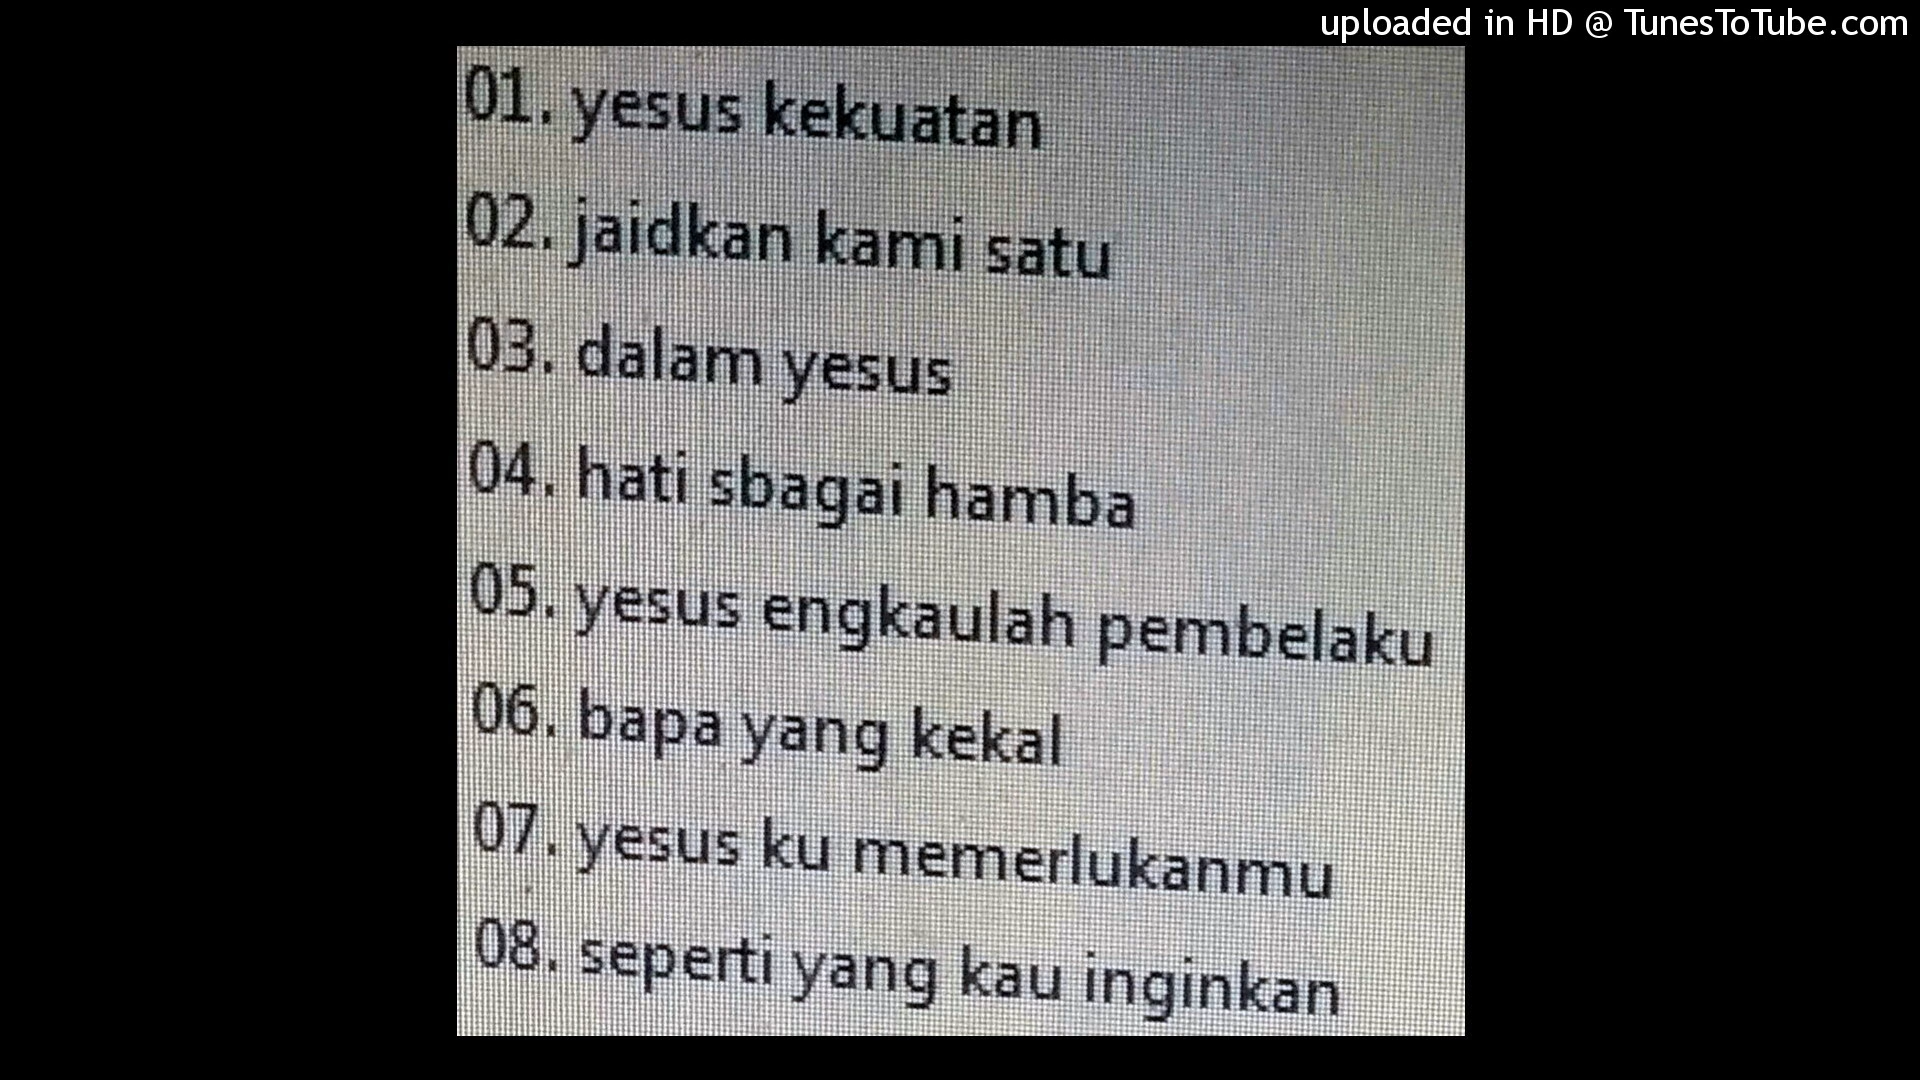 uploaded in HD @ TunesToTube.com
01. yesus kekuatan
02. jaidkan kami satu
03. dalam yesus
04. hati sbagai hamba
05. yesus engkaulah pembelaku
06. bapa yang kekal
07. yesus ku memerlukanmu
08. seperti yang kau inginkan